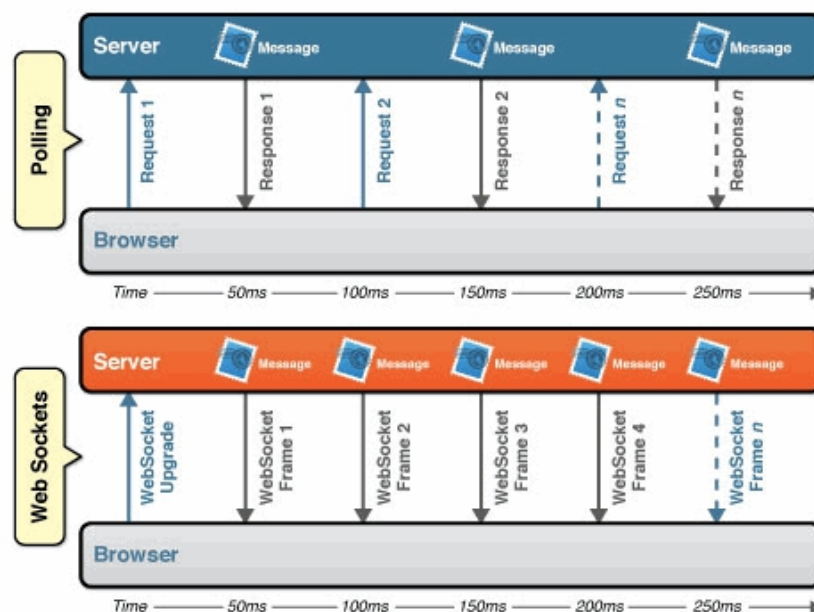 Server Message Message Message
Polling
Request 1
Response 1
Request 2
Response 2
Request n
Response n
Browser
Time 50ms 100ms 150ms 200ms 250ms
Server Message Message Message Message Message
Web Sockets
WebSocket
Upgrade
WebSocket
Frame 1
WebSocket
Frame 2
WebSocket
Frame 3
WebSocket
Frame 4
WebSocket
Frame n
Browser
Time 50ms 100ms 150ms 200ms 250ms